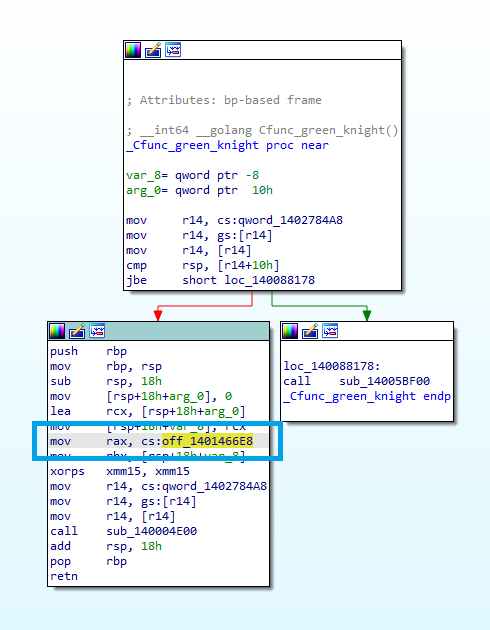 ; Attributes: bp-based frame
; __int64 __golang Cfunc_green_knight()
_Cfunc_green_knight proc near
var_8= qword ptr -8
arg_0= qword ptr  10h
mov     r14, cs:qword_1402784A8
mov     r14, gs:[r14]
mov     r14, [r14]
cmp     rsp, [r14+10h]
jbe     short loc_140088178
push    rbp
mov     rbp, rsp
sub     rsp, 18h
mov     [rsp+18h+arg_0], 0
lea     rcx, [rsp+18h+arg_0]
mov     [rsp+18h+var_8], rcx
mov     rax, cs:off_1401466E8
mov     rbx, [rsp+18h+var_8]
xorps   xmm15, xmm15
mov     r14, cs:qword_1402784A8
mov     r14, gs:[r14]
mov     r14, [r14]
call    sub_140004E00
add     rsp, 18h
pop     rbp
retn
loc_140088178:
call    sub_14005BF00
_Cfunc_green_knight endp